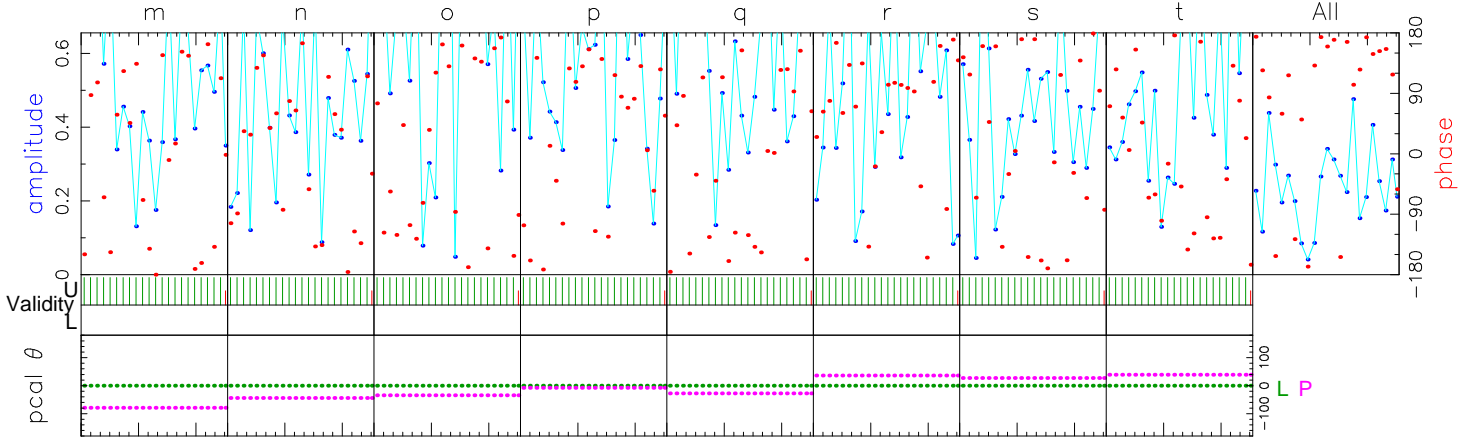 m n o p q r s t All
amplitude
0 0.2 0.4 0.6
phase
180 90 0 −90 −180
Validity
U
L
pcal θ
100 0 −100
L P